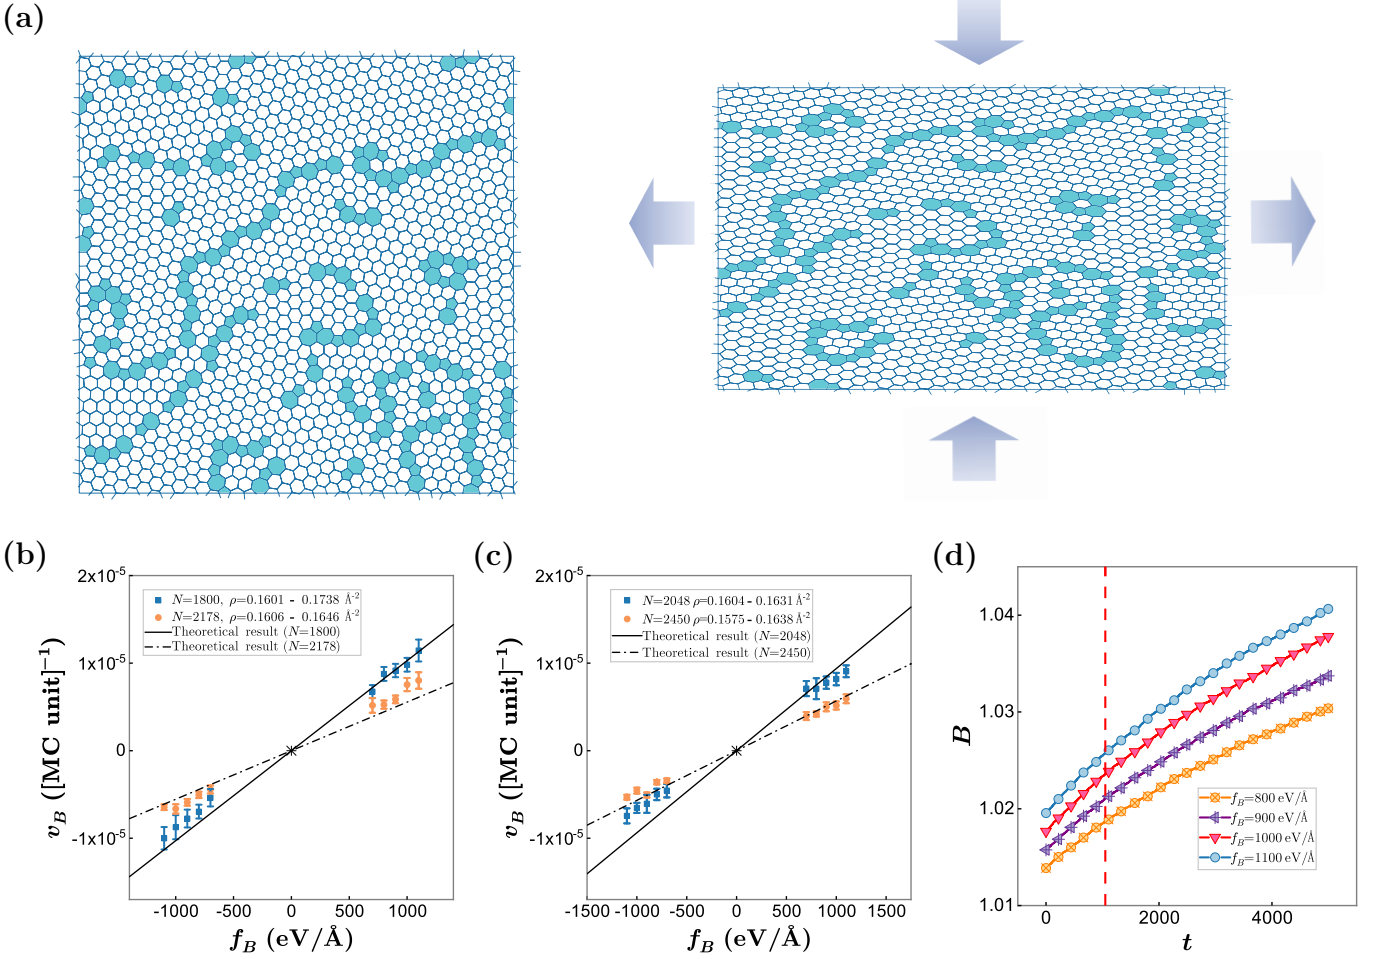 (a)
(b)
2x10-5
1x10-5
0
-1x10-5
vB ([MC unit]−1)
N=1800, ρ=0.1601 - 0.1738 Å-2
N=2178, ρ=0.1606 - 0.1646 Å-2
Theoretical result (N=1800)
Theoretical result (N=2178)
-1000 -500 0 500 1000
fB (eV/Å)
(c)
2x10-5
1x10-5
0
-1x10-5
vB ([MC unit]−1)
N=2048 ρ=0.1604 - 0.1631 Å-2
N=2450 ρ=0.1575 - 0.1638 Å-2
Theoretical result (N=2048)
Theoretical result (N=2450)
-1500 -1000 -500 0 500 1000 1500
fB (eV/Å)
(d)
1.04
1.03
1.02
1.01
B
fB=800 eV/Å
fB=900 eV/Å
fB=1000 eV/Å
fB=1100 eV/Å
0 2000 4000
t